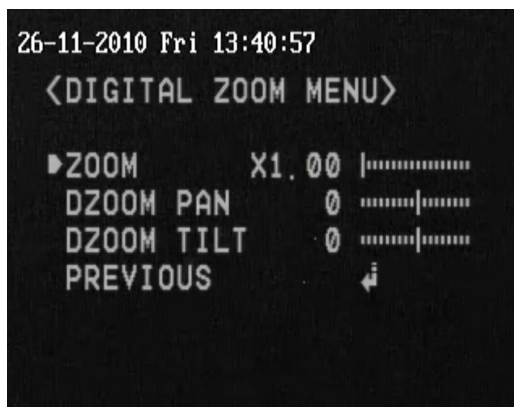 26-11-2010 Fri 13:40:57
<DIGITAL ZOOM MENU>
ZOOM X1.00
DZOOM PAN 0
DZOOM TILT 0
PREVIOUS